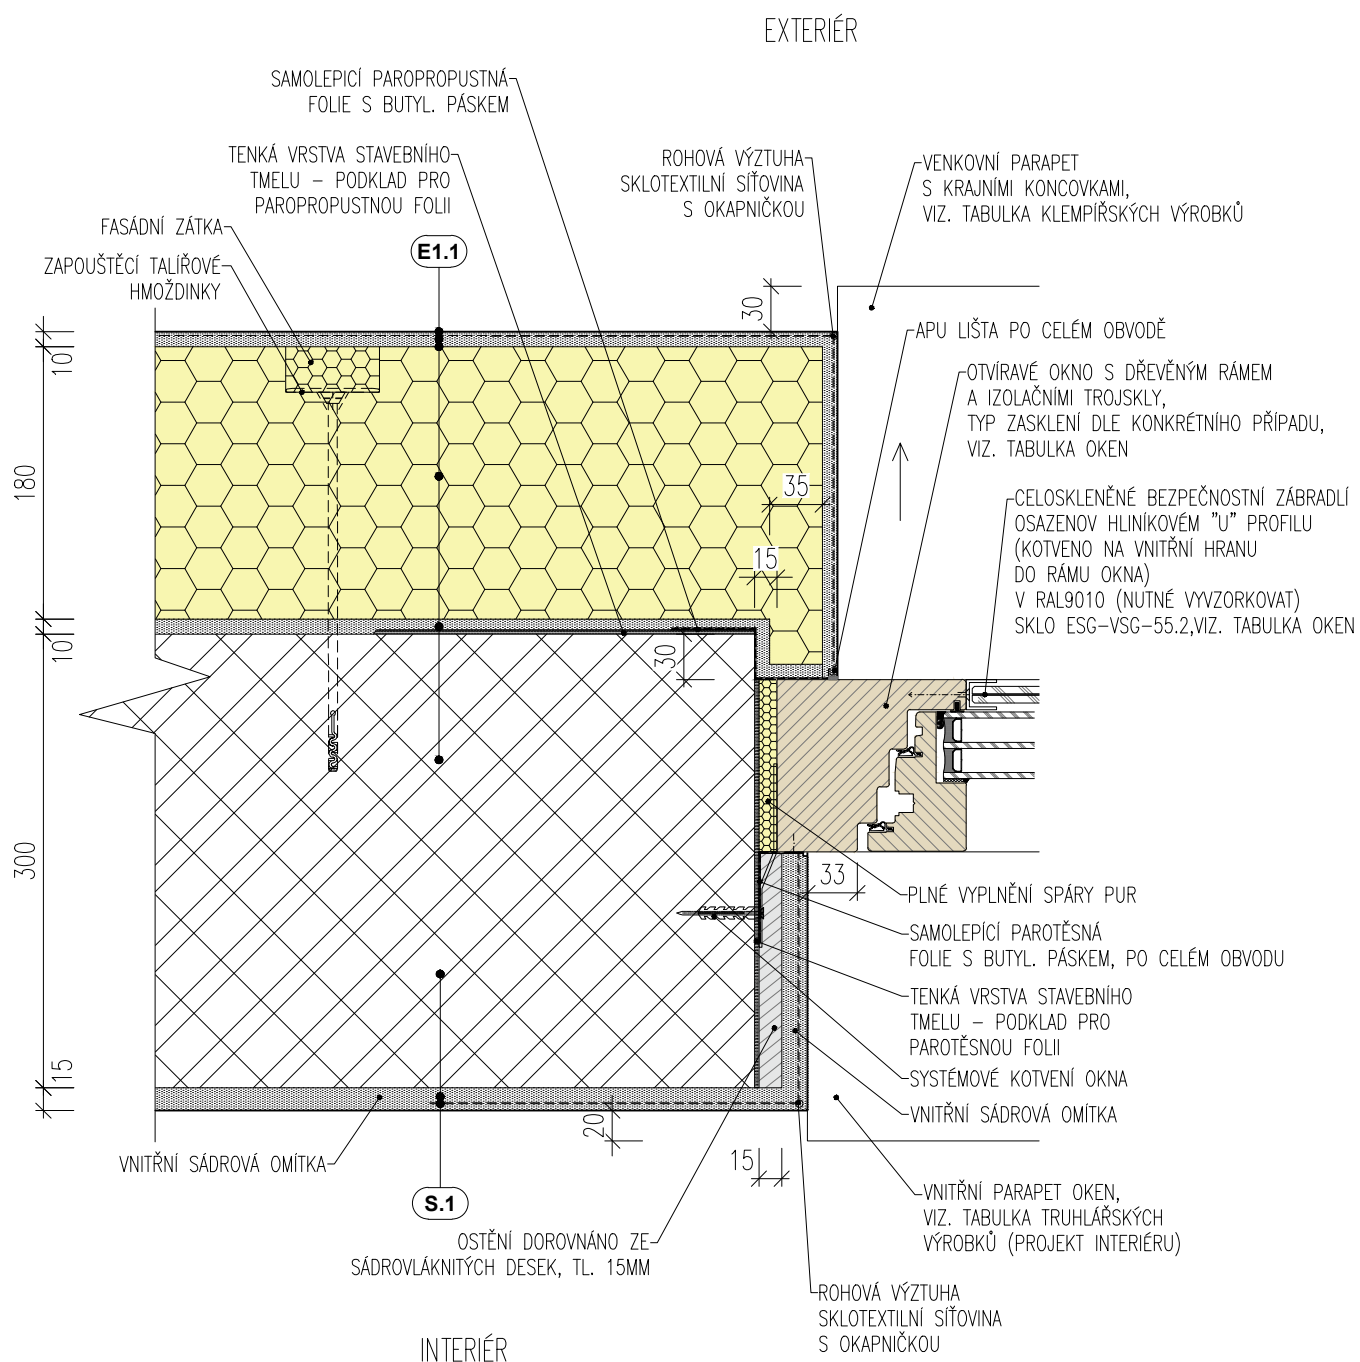 EXTERIÉR
SAMOLEPICÍ PAROPROPUSTNÁ
FOLIE S BUTYL. PÁSKEM
TENKÁ VRSTVA STAVEBNÍHO
TMELU – PODKLAD PRO
PAROPROPUSTNOU FOLII
ROHOVÁ VÝZTUHA
SKLOTEXTILNÍ SÍŤOVINA
S OKAPNIČKOU
VENKOVNÍ PARAPET
S KRAJNÍMI KONCOVKAMI,
VIZ. TABULKA KLEMPÍŘSKÝCH VÝROBKŮ
FASÁDNÍ ZÁTKA
ZAPOUŠTĚCÍ TALÍŘOVÉ
HMOŽDINKY
E1.1
30
APU LIŠTA PO CELÉM OBVODĚ
10
OTVÍRAVÉ OKNO S DŘEVĚNÝM RÁMEM
A IZOLAČNÍMI TROJSKLY,
TYP ZASKLENÍ DLE KONKRÉTNÍHO PŘÍPADU,
VIZ. TABULKA OKEN
180
35
15
CELOSKLENĚNÉ BEZPEČNOSTNÍ ZÁBRADLÍ
OSAZENOV HLINÍKOVÉM "U" PROFILU
(KOTVENO NA VNITŘNÍ HRANU
DO RÁMU OKNA)
V RAL9010 (NUTNÉ VYVZORKOVAT)
SKLO ESG–VSG–55.2,VIZ. TABULKA OKEN
10
30
300
33
PLNÉ VYPLNĚNÍ SPÁRY PUR
SAMOLEPÍCÍ PAROTĚSNÁ
FOLIE S BUTYL. PÁSKEM, PO CELÉM OBVODU
TENKÁ VRSTVA STAVEBNÍHO
TMELU – PODKLAD PRO
PAROTĚSNOU FOLII
15
SYSTÉMOVÉ KOTVENÍ OKNA
VNITŘNÍ SÁDROVÁ OMÍTKA
20
VNITŘNÍ SÁDROVÁ OMÍTKA
15
S.1
VNITŘNÍ PARAPET OKEN,
VIZ. TABULKA TRUHLÁŘSKÝCH
VÝROBKŮ (PROJEKT INTERIÉRU)
OSTĚNÍ DOROVNÁNO ZE
SÁDROVLÁKNITÝCH DESEK, TL. 15MM
ROHOVÁ VÝZTUHA
SKLOTEXTILNÍ SÍŤOVINA
S OKAPNIČKOU
INTERIÉR